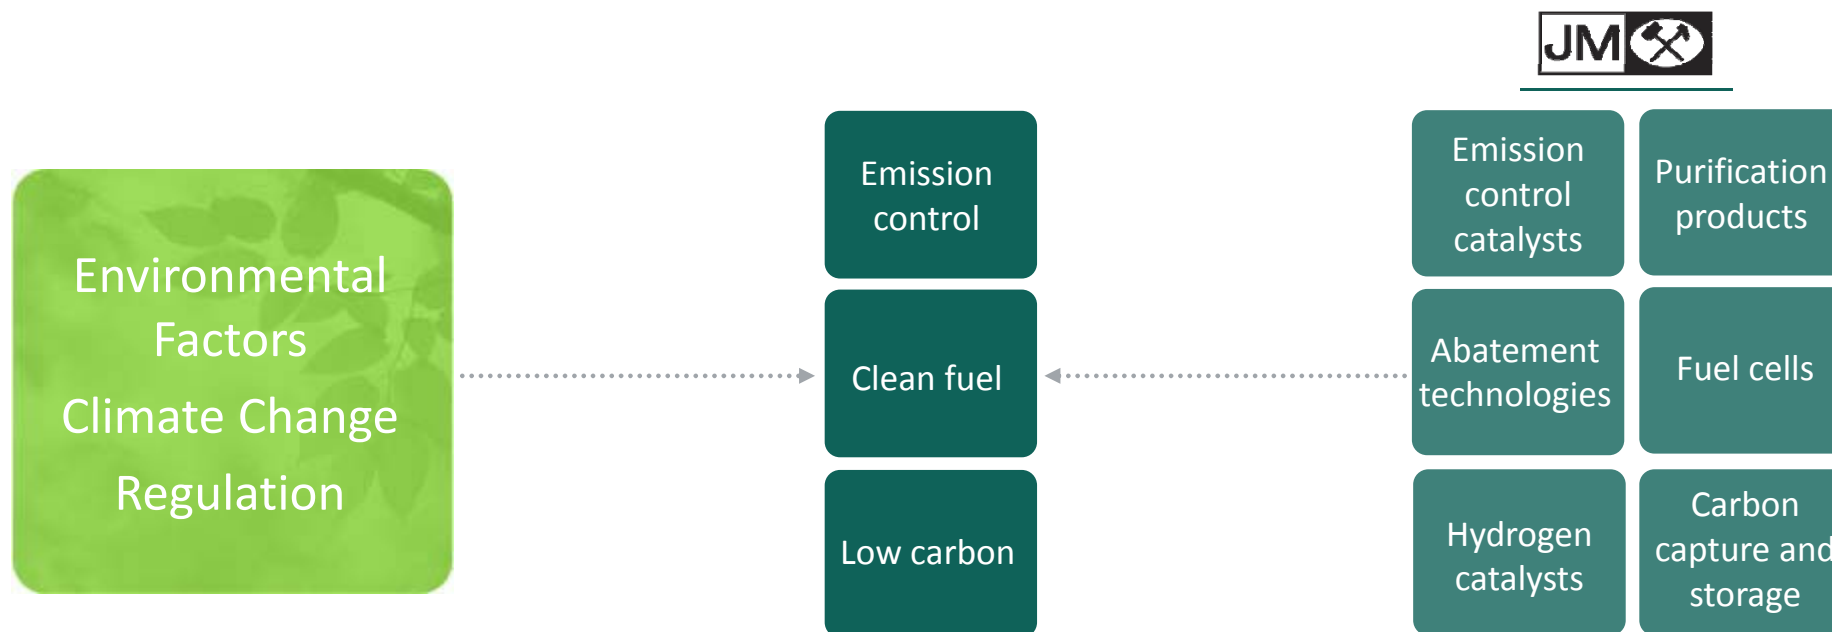 JM
Environmental
Factors
Climate Change
Regulation
Emission
control
Clean fuel
Low carbon
Emission
control
catalysts
Purification
products
Abatement
technologies
Fuel cells
Hydrogen
catalysts
Carbon
capture and
storage